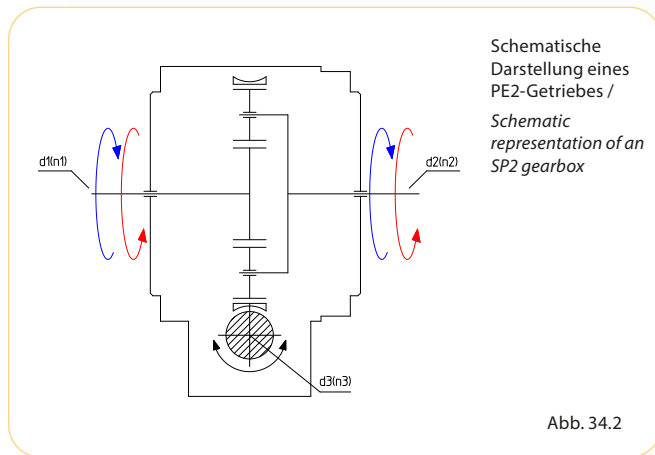 Schematische
Darstellung eines
PE2-Getriebes /
Schematic
representation of an
SP2 gearbox
d1(n1)
d2(n2)
d3(n3)
Abb. 34.2